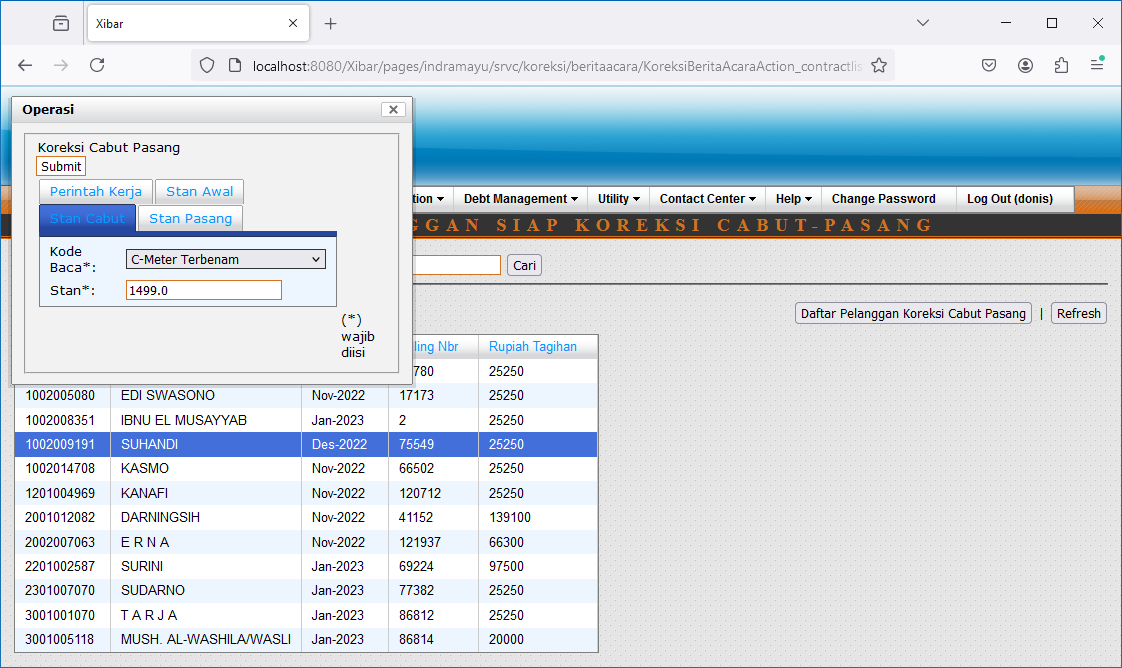 Xibar
localhost:8080/Xibar/pages/indramayu/srvc/koreksi/beritaacara/KoreksiBeritaAcaraAction_contractlis
Operasi
Koreksi Cabut Pasang
Submit
Perintah Kerja Stan Awal
Stan Cabut Stan Pasang
Kode
Baca*: C-Meter Terbenam
Stan*: 1499.0
(*)
wajib
diisi
tion Debt Management Utility Contact Center Help Change Password Log Out (donis)
GGAN SIAP KOREKSI CABUT-PASANG
Cari
Daftar Pelanggan Koreksi Cabut Pasang | Refresh
ling Nbr Rupiah Tagihan
780 25250
1002005080 EDI SWASONO Nov-2022 17173 25250
1002008351 IBNU EL MUSAYYAB Jan-2023 2 25250
1002009191 SUHANDI Des-2022 75549 25250
1002014708 KASMO Nov-2022 66502 25250
1201004969 KANAFI Nov-2022 120712 25250
2001012082 DARNINGSIH Nov-2022 41152 139100
2002007063 E R N A Nov-2022 121937 66300
2201002587 SURINI Jan-2023 69224 97500
2301007070 SUDARNO Jan-2023 77382 25250
3001001070 T A R J A Jan-2023 86812 25250
3001005118 MUSH. AL-WASHILA/WASLI Jan-2023 86814 20000